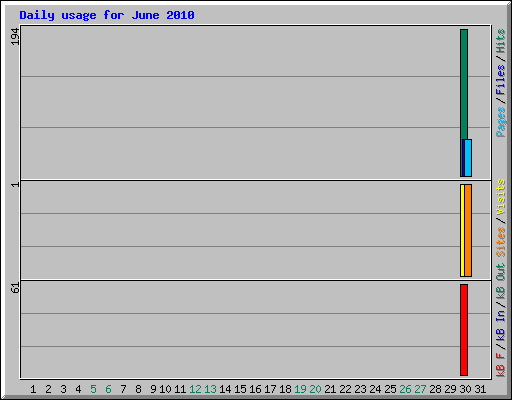 Daily usage for June 2010
194
1
61
Pages / Files / Hits
Sites / Visits
kB F / kB In / kB Out
1 2 3 4 5 6 7 8 9 10 11 12 13 14 15 16 17 18 19 20 21 22 23 24 25 26 27 28 29 30 31